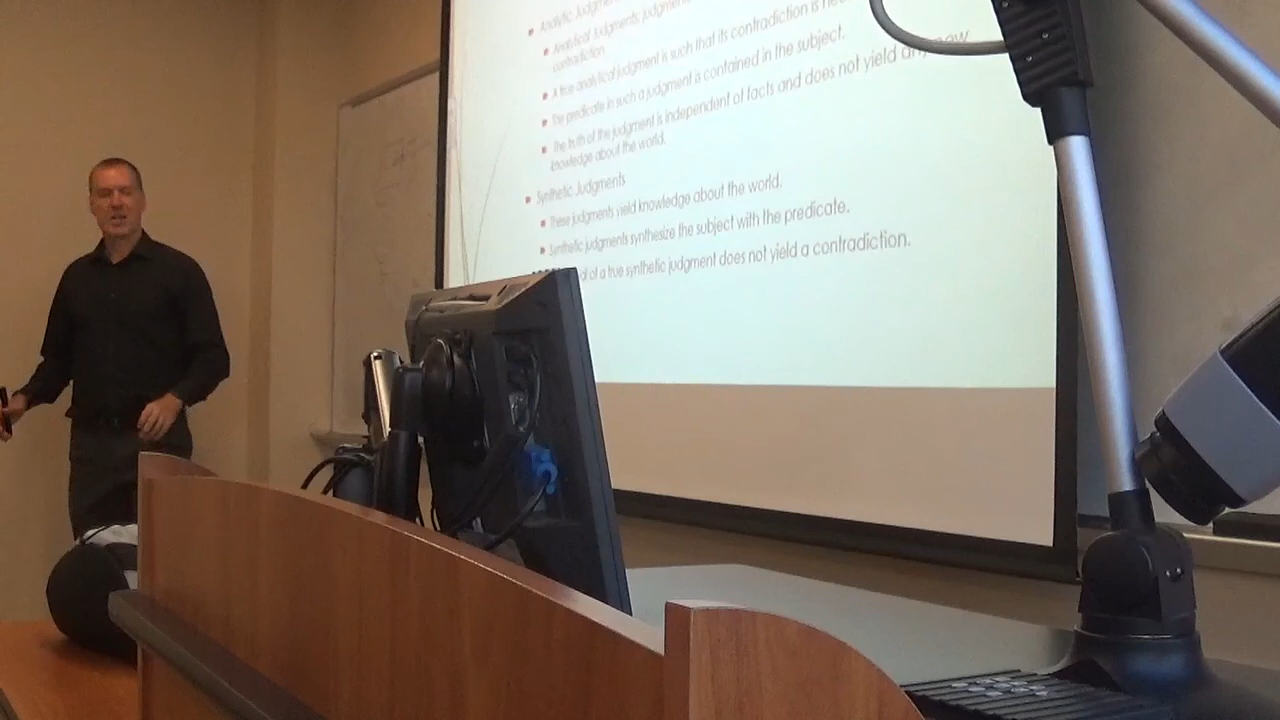 Analytic Judgments
Analytical Judgments: judgments
contradiction.
A true analytical judgment is such that its contradiction is
The predicate in such a judgment is contained in the subject.
The truth of the judgment is independent of facts and does not yield any new
knowledge about the world.
Synthetic Judgments
These judgments yield knowledge about the world.
Synthetic judgments synthesize the subject with the predicate.
of a true synthetic judgment does not yield a contradiction.